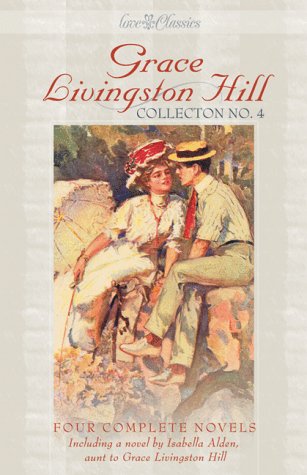 Love Classics
Grace
Livingston Hill
COLLECTON NO. 4
FOUR COMPLETE NOVELS
Including a novel by Isabella Alden,
aunt to Grace Livingston Hill